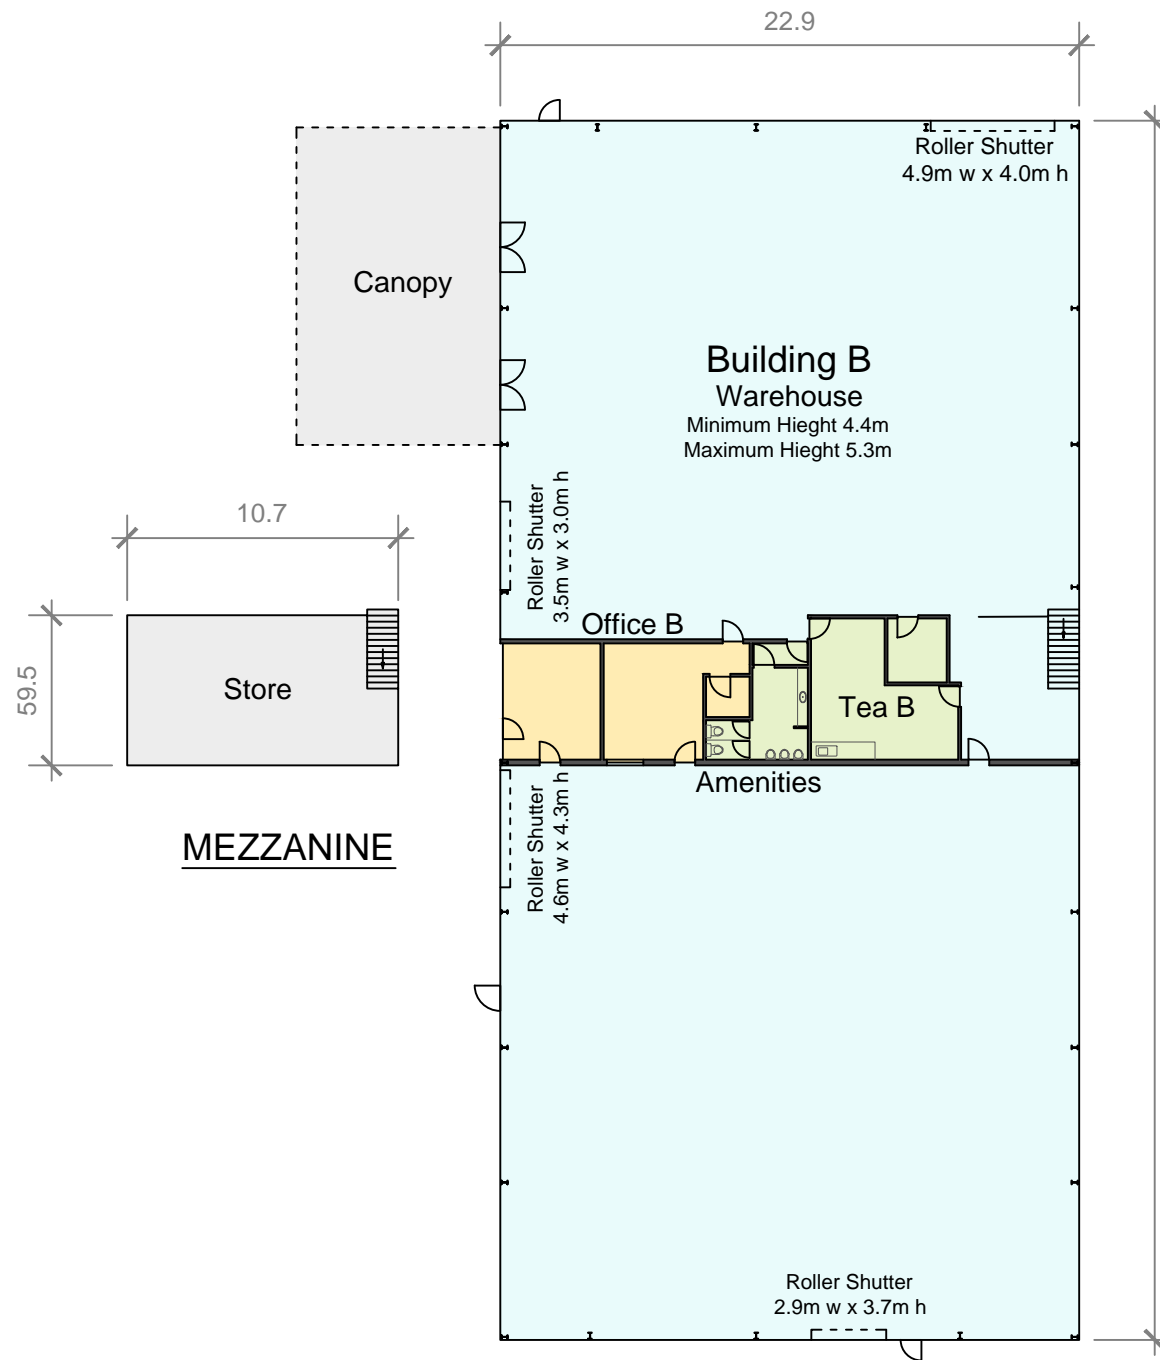 22.9
Roller Shutter
4.9m w x 4.0m h
Canopy
Building B
Warehouse
Minimum Hieght 4.4m
Maximum Hieght 5.3m
Roller Shutter
3.5m w x 3.0m h
10.7
59.5
Store
Office B
Tea B
Amenities
Roller Shutter
4.6m w x 4.3m h
MEZZANINE
Roller Shutter
2.9m w x 3.7m h